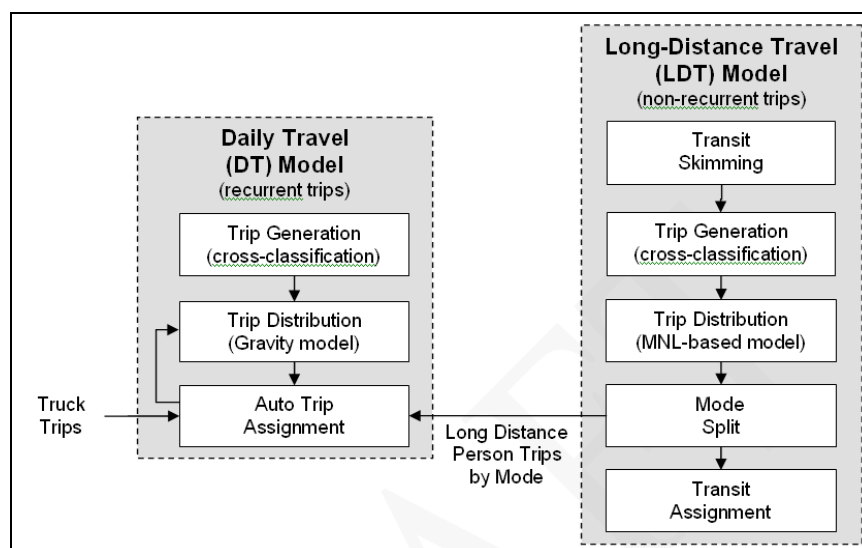 Daily Travel
(DT) Model
(recurrent trips)
Trip Generation
(cross-classification)
Trip Distribution
(Gravity model)
Auto Trip
Assignment
Truck
Trips
Long Distance
Person Trips
by Mode
Long-Distance Travel
(LDT) Model
(non-recurrent trips)
Transit
Skimming
Trip Generation
(cross-classification)
Trip Distribution
(MNL-based model)
Mode
Split
Transit
Assignment